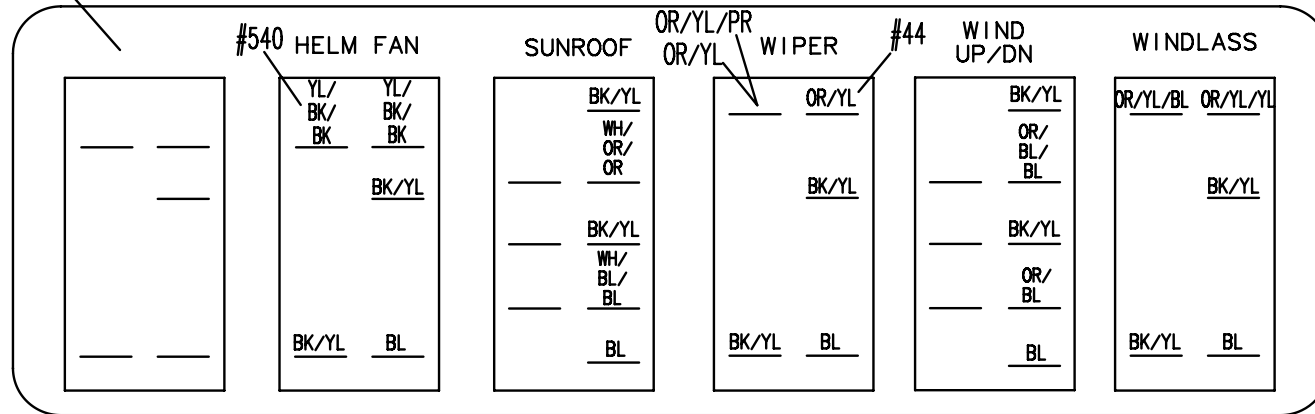 #540 HELM FAN
YL/ YL/
BK/ BK/
BK BK
BK/YL
BK/YL BL
SUNROOF
BK/YL
WH/
OR/
OR
BK/YL
WH/
BL/
BL
BL
OR/YL/PR
OR/YL
WIPER
#44
OR/YL
BK/YL
BK/YL BL
WIND
UP/DN
BK/YL
OR/
BL/
BL
BK/YL
OR/
BL
BL
WINDLASS
OR/YL/BL OR/YL/YL
BK/YL
BK/YL BL